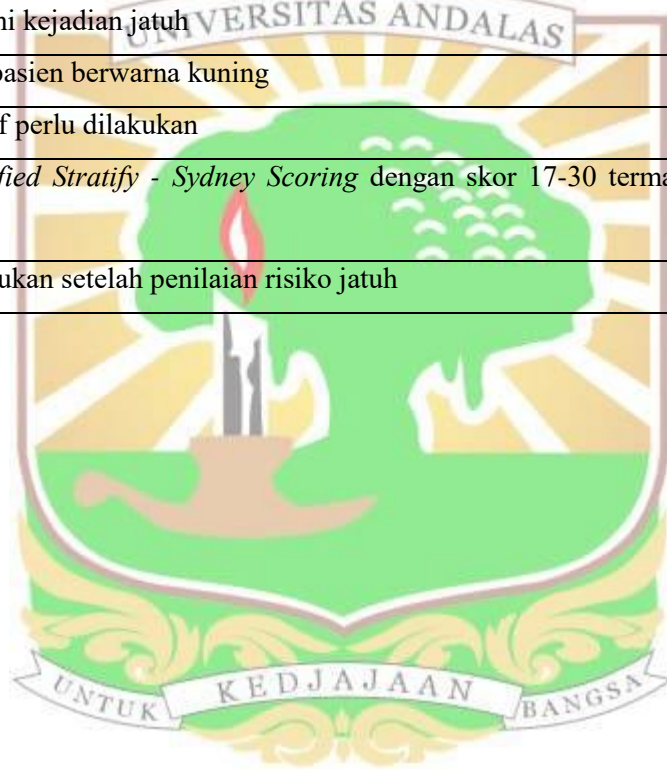 ni kejadian jatuh
UNIVERSITAS ANDALAS
pasien berwarna kuning
f perlu dilakukan
fied Stratify - Sydney Scoring dengan skor 17-30 terma
ukan setelah penilaian risiko jatuh
UNTUK KEDJAJAAN BANGSA